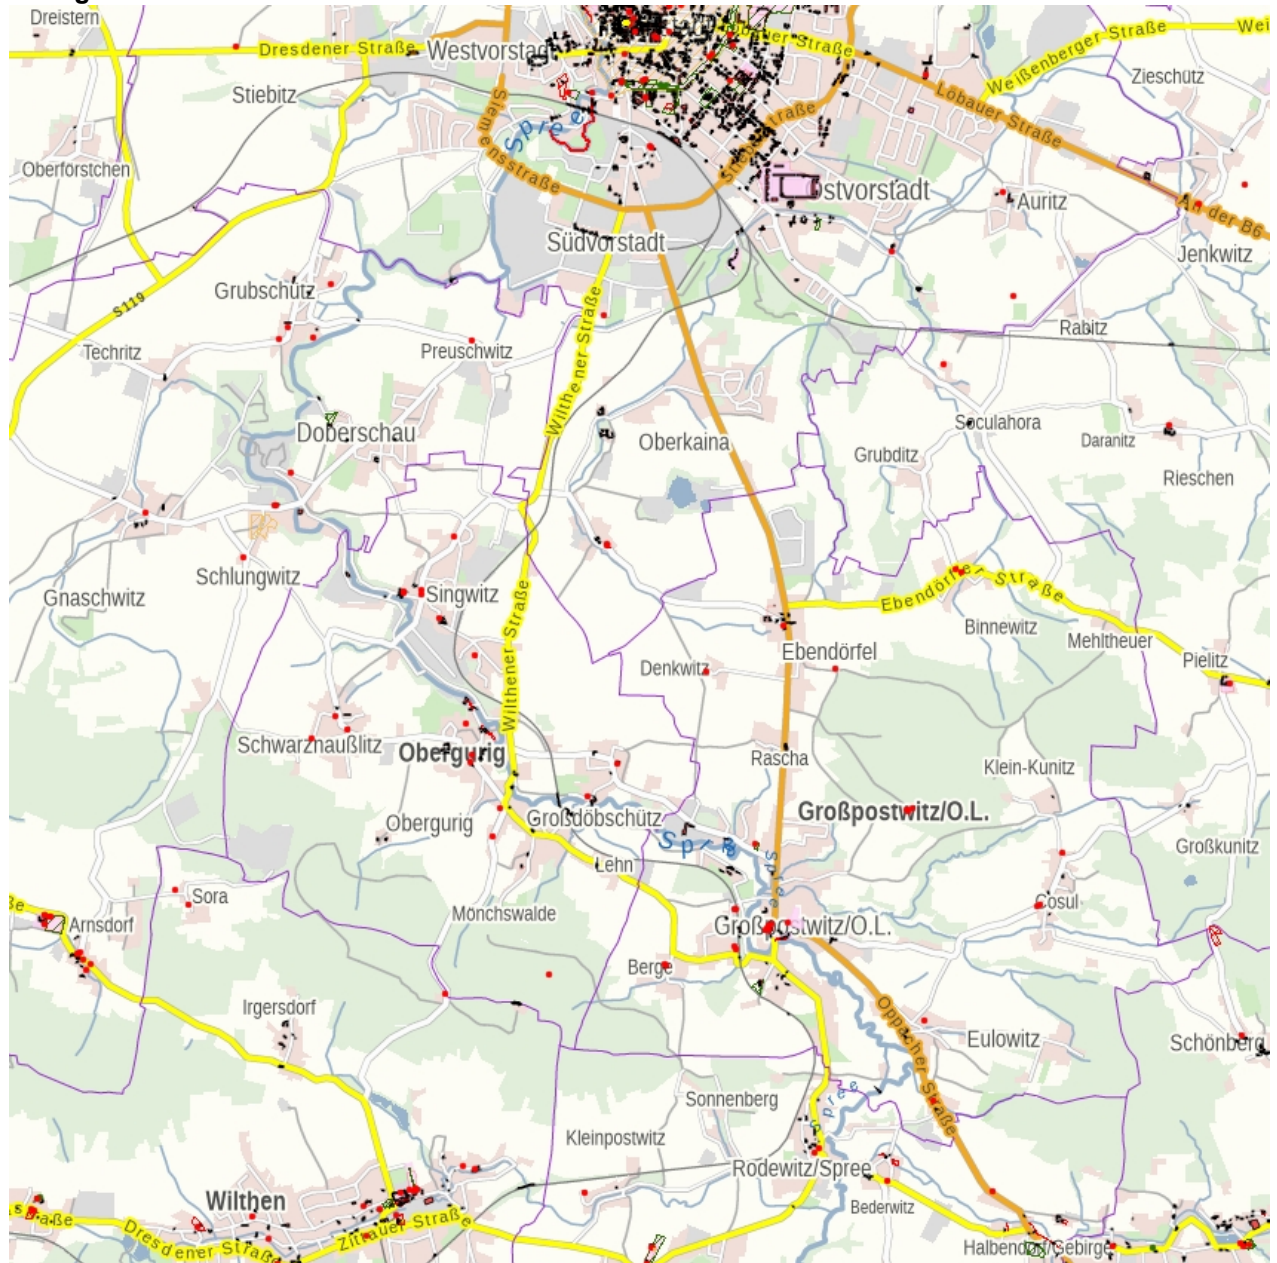 Dreistern
Dresdener Straße
Westvorstadt
Straße
Weißenberger Straße
Zieschütz
Stiebitz
Siemensstraße
Spree
Löbauer Straße
Oberförstchen
Auritz
An der B6
Südvorstadt
Jenkwitz
Grubschütz
S119
Rabitz
Techritz
Preuschwitz
Wilthener Straße
Doberschau
Oberkaina
Soculahora
Daranitz
Grubditz
Rieschen
Schlungwitz
Gnaschwitz
Singwitz
Ebendörfler Straße
Binnewitz
Mehltheuer
Wilthener Straße
Ebendörfel
Denkwitz
Pielitz
Schwarznaußlitz
Obergurig
Rascha
Klein-Kunitz
Großpostwitz/O.L.
Obergurig
Großdöbschütz
Spree
Spree
Großkunitz
Lehn
Sora
Mönchswalde
Cosul
Arnsdorf
Großpostwitz/O.L.
Berge
Irgersdorf
Oppacher Straße
Eulowitz
Schönberg
Sonnenberg
Spree
Kleinpostwitz
Rodewitz/Spree
Wilthen
Bederwitz
Dresdener Straße
Zittauer Straße
Halbendorf/Gebirge